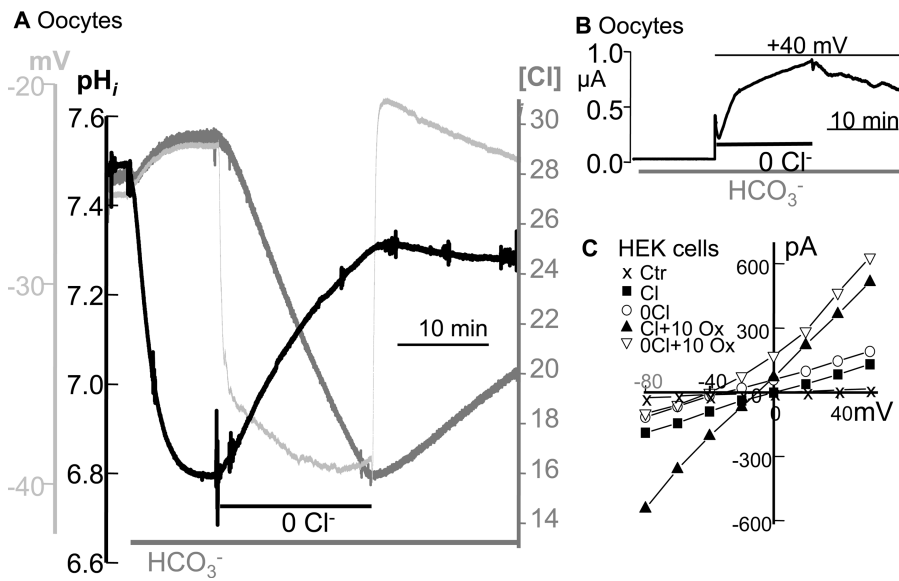 A Oocytes
mV
pHi
[Cl]
-20
-30
-40
7.6
7.4
7.2
7.0
6.8
6.6
30
28
26
24
22
20
18
16
14
10 min
0 Cl-
HCO3-
B Oocytes
+40 mV
1.0
µA
0.5
0.0
10 min
0 Cl-
HCO3-
C HEK cells
pA
Ctr
Cl
0Cl
Cl+10 Ox
0Cl+10 Ox
600
300
-80
-40
0
0
40mV
-300
-600